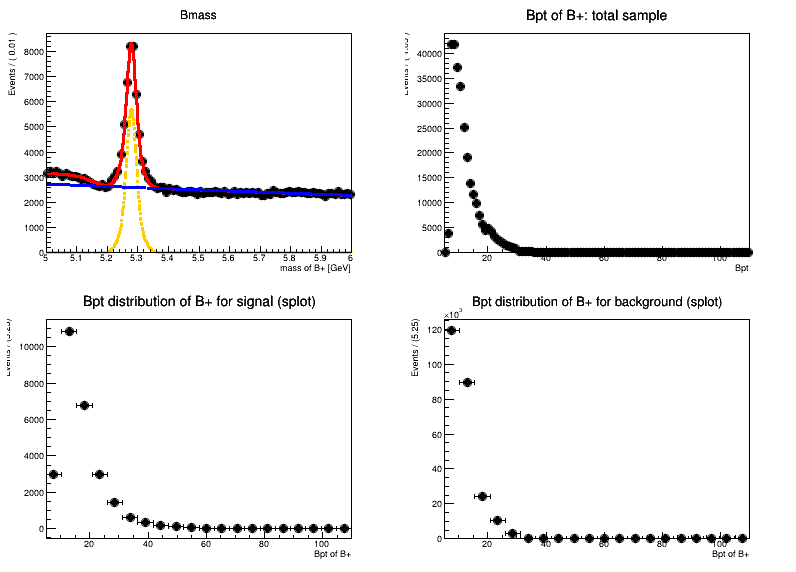 Bmass
Events / ( 0.01 )
8000
7000
6000
5000
4000
3000
2000
1000
0
5 5.1 5.2 5.3 5.4 5.5 5.6 5.7 5.8 5.9 6
mass of B+ [GeV]
Bpt of B+: total sample
Events / (
40000
35000
30000
25000
20000
15000
10000
5000
0
20 40 60 80 100
Bpt
Bpt distribution of B+ for signal (splot)
Events /
10000
8000
6000
4000
2000
0
20 40 60 80 100
Bpt of B+
Bpt distribution of B+ for background (splot)
×10³
Events / (5.25)
120
100
80
60
40
20
0
20 40 60 80 100
Bpt of B+